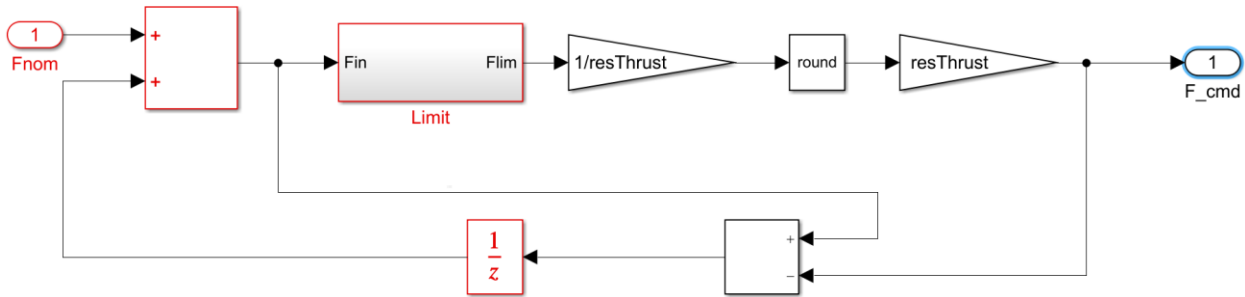 1
Fnom
+
+
Fin
Flim
Limit
1/resThrust
round
resThrust
1
F_cmd
1
z
+
−